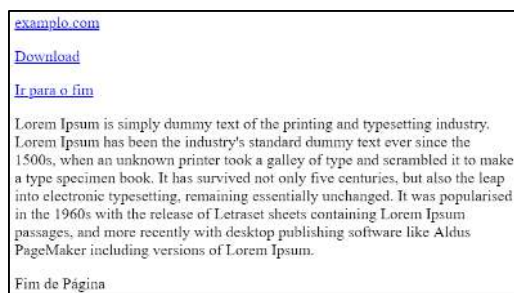 examplo.com
Download
Ir para o fim
Lorem Ipsum is simply dummy text of the printing and typesetting industry.
Lorem Ipsum has been the industry's standard dummy text ever since the
1500s, when an unknown printer took a galley of type and scrambled it to make
a type specimen book. It has survived not only five centuries, but also the leap
into electronic typesetting, remaining essentially unchanged. It was popularised
in the 1960s with the release of Letraset sheets containing Lorem Ipsum
passages, and more recently with desktop publishing software like Aldus
PageMaker including versions of Lorem Ipsum.
Fim de Página